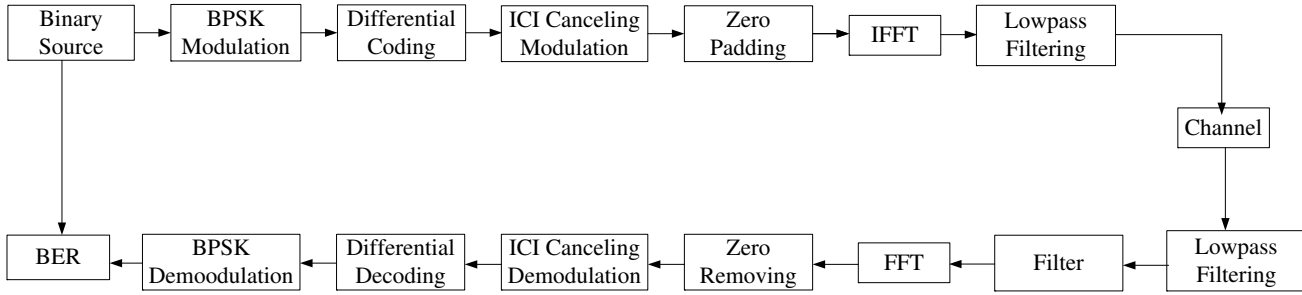 Binary
Source
BPSK
Modulation
Differential
Coding
ICI Canceling
Modulation
Zero
Padding
IFFT
Lowpass
Filtering
Channel
BER
BPSK
Demoodulation
Differential
Decoding
ICI Canceling
Demodulation
Zero
Removing
FFT
Filter
Lowpass
Filtering